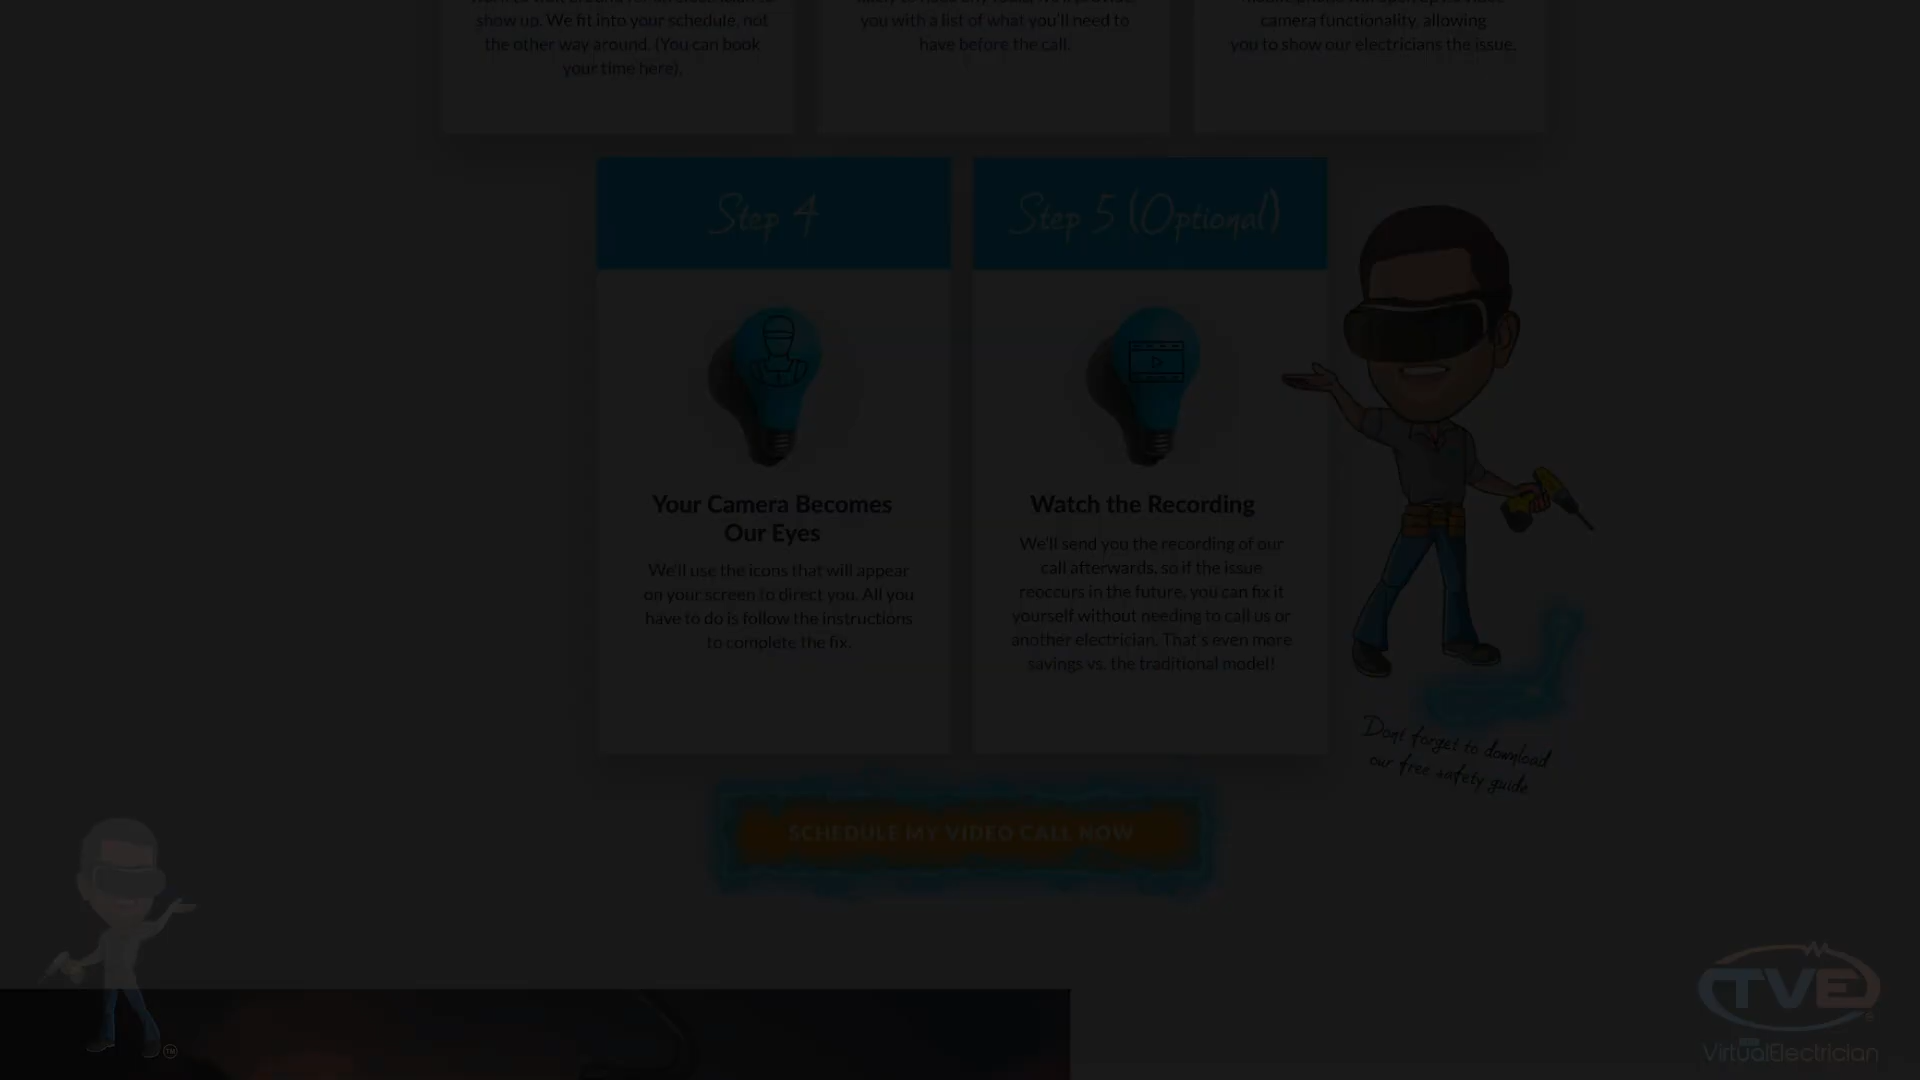 show up. We fit into your schedule, not
the other way around. (You can book
your time here).
you with a list of what you'll need to
have before the call.
camera functionality, allowing
you to show our electricians the issue.
Step 4
Your Camera Becomes
Our Eyes
We'll use the icons that will appear
on your screen to direct you. All you
have to do is follow the instructions
to complete the fix.
Step 5 (Optional)
Watch the Recording
We'll send you the recording of our
call afterwards, so if the issue
reoccurs in the future, you can fix it
yourself without needing to call us or
another electrician. That's even more
savings vs. the traditional model!
Dont forget to download
our free safety guide
SCHEDULE MY VIDEO CALL NOW
TM
TVE
VirtualElectrician